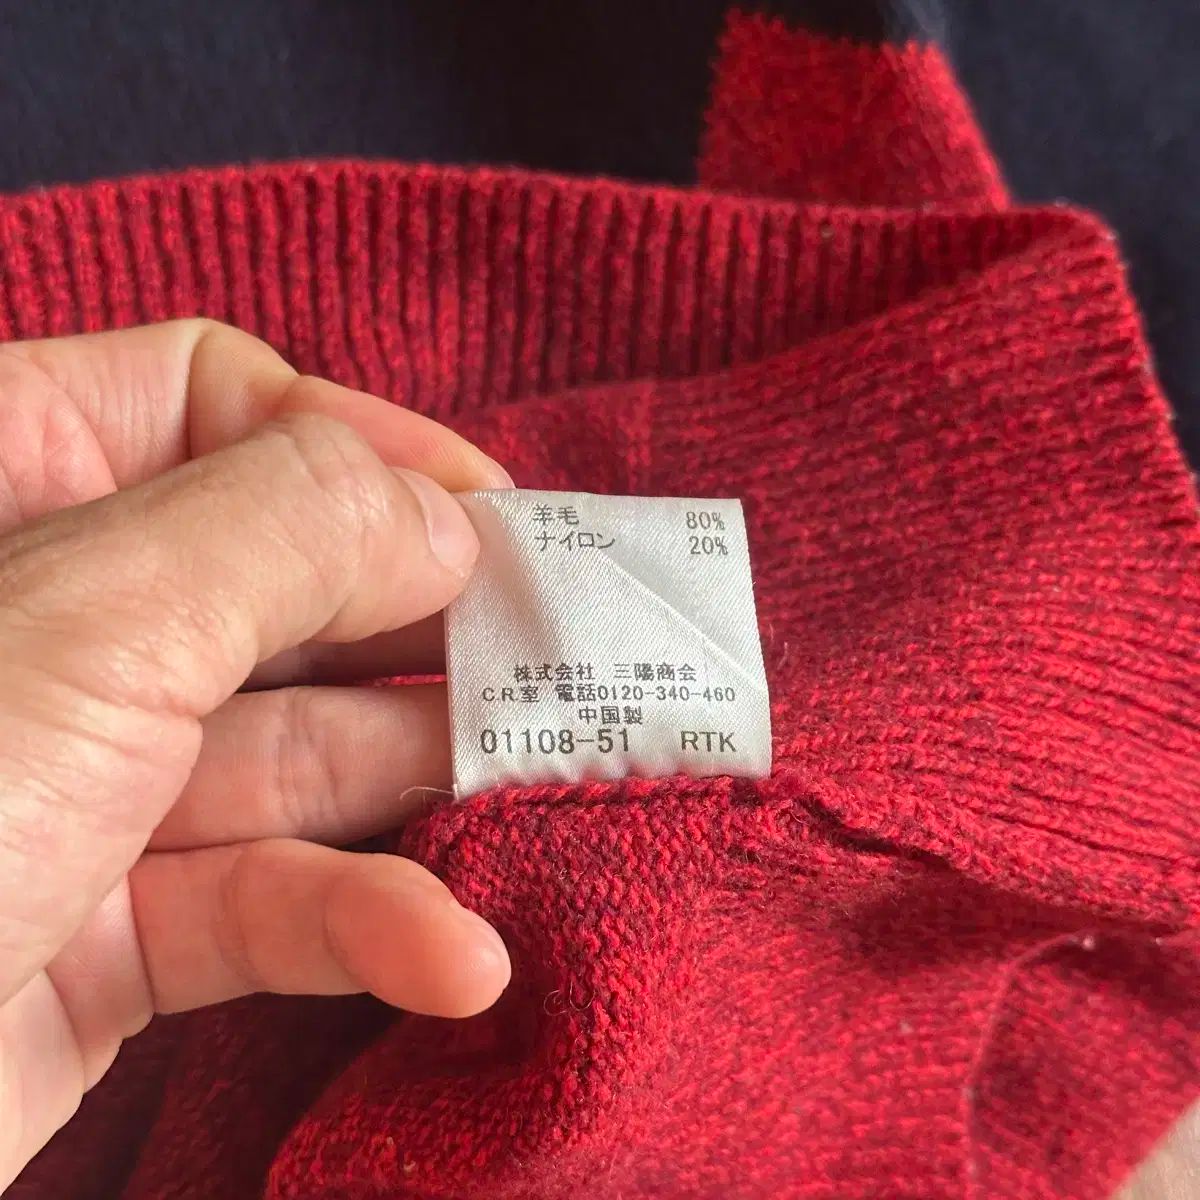 羊毛 80%
ナイロン 20%
株式会社 三陽商会
C.R室 電話0120-340-460
中国製
01108-51 RTK